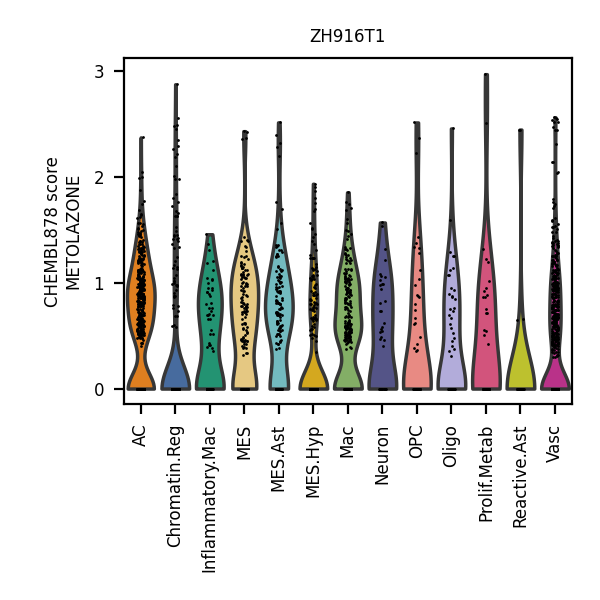 ZH916T1
CHEMBL878 score
METOLAZONE
3
2
1
0
AC
Chromatin.Reg
Inflammatory.Mac
MES
MES.Ast
MES.Hyp
Mac
Neuron
OPC
Oligo
Prolif.Metab
Reactive.Ast
Vasc